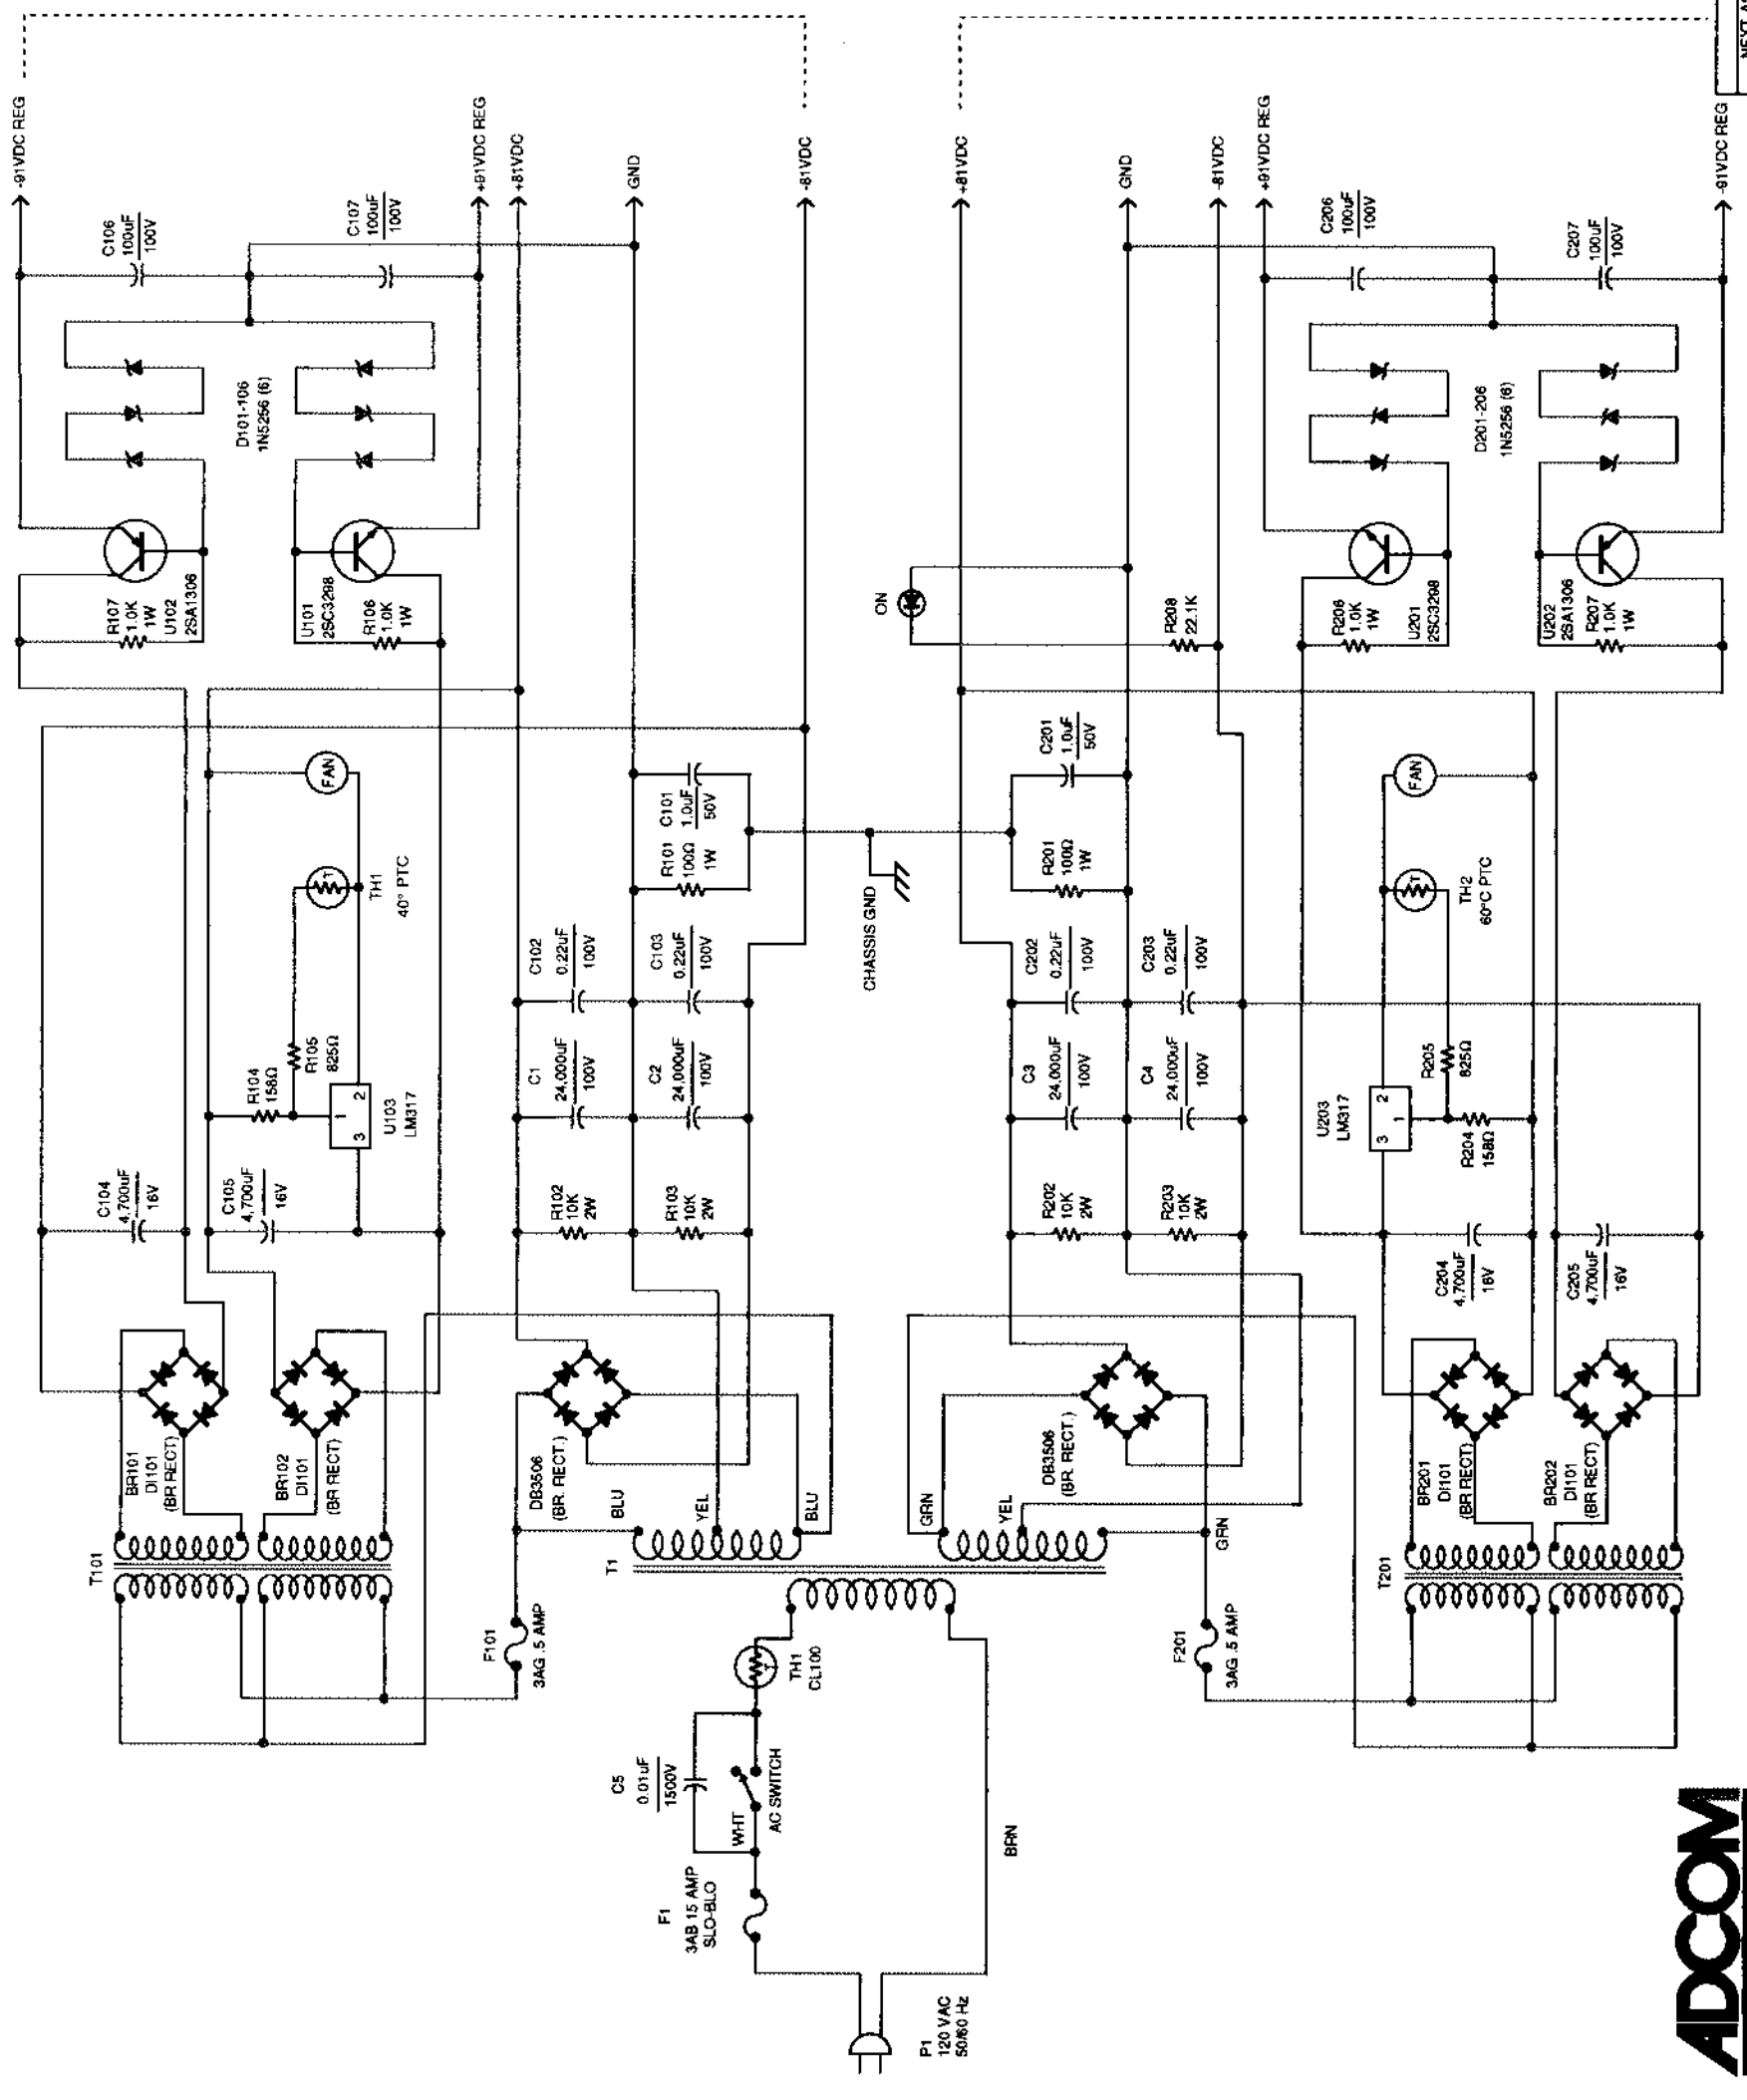 -91VDC REG
C106
100uF
100V
C107
100uF
100V
+91VDC REG
+81VDC
GND
-81VDC
D101-106
1N5256 (6)
R107
1.0K
1W
U102
2SA1306
U101
2SC3298
R106
1.0K
1W
FAN
T
TH1
40° PTC
R105
825Ω
R104
158Ω
1
2
3
U103
LM317
C104
4,700uF
16V
C105
4,700uF
16V
BR101
DI101
(BR RECT)
BR102
DI101
(BR RECT)
T101
C101
1.0uF
50V
R101
100Ω
1W
C102
0.22uF
100V
C103
0.22uF
100V
C1
24,000uF
100V
C2
24,000uF
100V
R102
10K
2W
R103
10K
2W
DB3506
(BR. RECT.)
BLU
YEL
BLU
T1
F101
3AG .5 AMP
CHASSIS GND
+81VDC
GND
-81VDC
+91VDC REG
C206
100uF
100V
C207
100uF
100V
-91VDC REG
NEXT
ON
R208
22.1K
D201-206
1N5256 (6)
R206
1.0K
1W
U201
2SC3298
U202
2SA1306
R207
1.0K
1W
C201
1.0uF
50V
R201
100Ω
1W
C202
0.22uF
100V
C203
0.22uF
100V
C3
24,000uF
100V
C4
24,000uF
100V
R202
10K
2W
R203
10K
2W
FAN
T
TH2
60°C PTC
R205
825Ω
U203
LM317
3
1
2
R204
158Ω
C204
4,700uF
16V
C205
4,700uF
16V
DB3506
(BR. RECT.)
GRN
YEL
GRN
BR201
DI101
(BR RECT)
BR202
DI101
(BR RECT)
T201
F201
3AG .5 AMP
TH1
CL100
C5
0.01uF
1500V
WHT
AC SWITCH
F1
3AB 15 AMP
SLO-BLO
BRN
P1
120 VAC
50/60 Hz
ADCOM